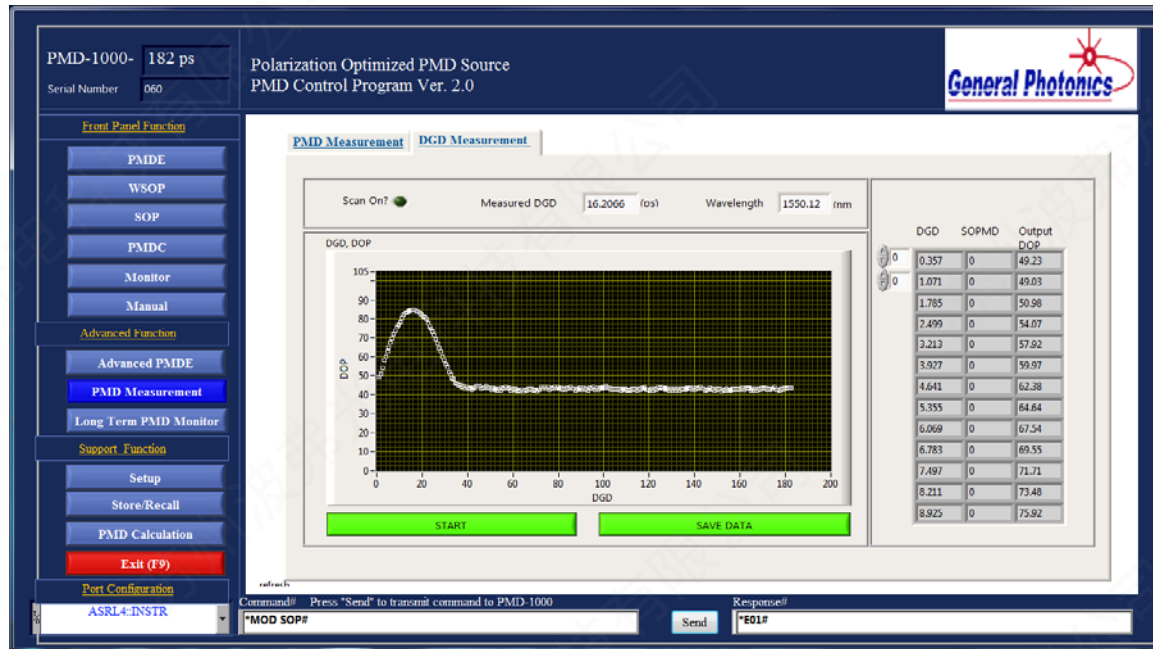 PMD-1000- 182 ps
Serial Number 060
Polarization Optimized PMD Source
PMD Control Program Ver. 2.0
General Photonics
Front Panel Function
PMDE
WSOP
SOP
PMDC
Monitor
Manual
Advanced Function
Advanced PMDE
PMD Measurement
Long Term PMD Monitor
Support Function
Setup
Store/Recall
PMD Calculation
Exit (F9)
Port Configuration
ASRL4::INSTR
PMD Measurement DGD Measurement
Scan On? Measured DGD 16.2066 (ps) Wavelength 1550.12 (nm
DGD, DOP
105
90
80
70
60
50
40
30
20
10
0
DOP
0 20 40 60 80 100 120 140 160 180 200
DGD
START SAVE DATA
DGD SOPMD Output
DOP
0 0.357 0 49.23
0 1.071 0 49.03
1.785 0 50.98
2.499 0 54.07
3.213 0 57.92
3.927 0 59.97
4.641 0 62.38
5.355 0 64.64
6.069 0 67.54
6.783 0 69.55
7.497 0 71.71
8.211 0 73.48
8.925 0 75.92
refresh
Command# Press "Send" to transmit command to PMD-1000 Response#
*MOD SOP# Send *E01#